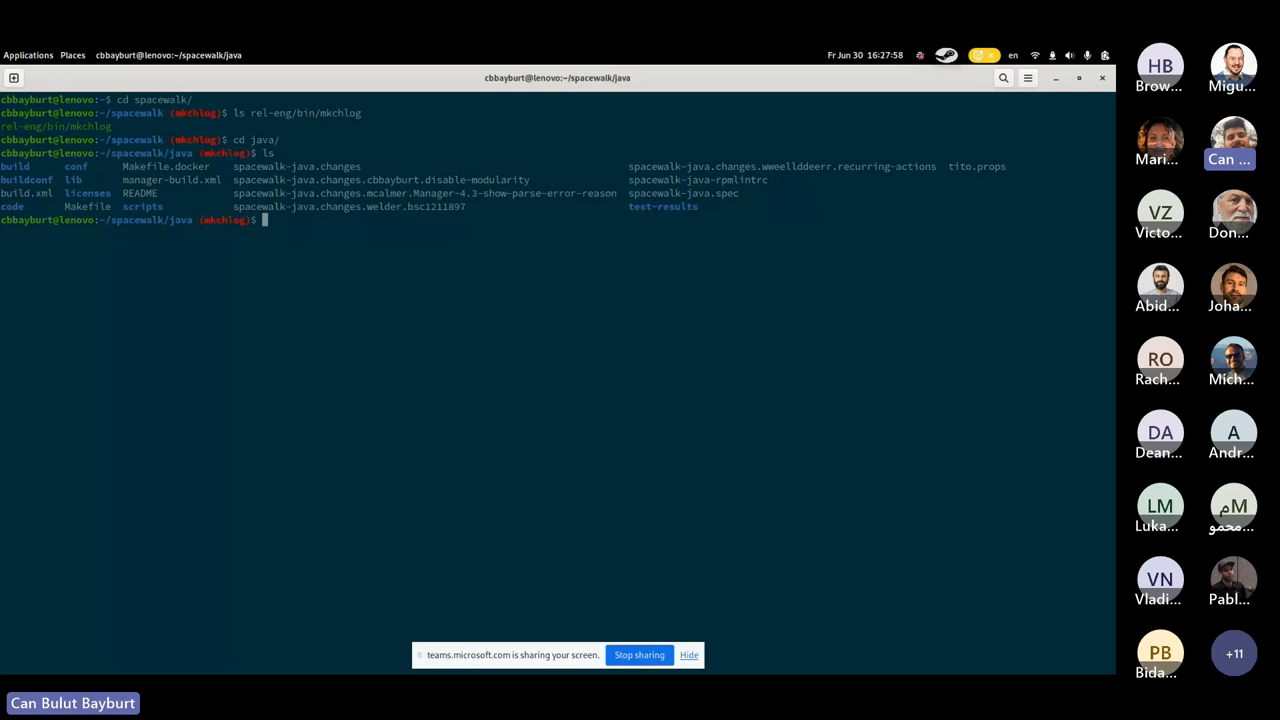 Applications Places cbbayburt@lenovo:~/spacewalk/java Fr Jun 30 16:27:58 en
cbbayburt@lenovo:~/spacewalk/java
cbbayburt@lenovo:~$ cd spacewalk/
cbbayburt@lenovo:~/spacewalk (mkchlog)$ ls rel-eng/bin/mkchlog
rel-eng/bin/mkchlog
cbbayburt@lenovo:~/spacewalk (mkchlog)$ cd java/
cbbayburt@lenovo:~/spacewalk/java (mkchlog)$ ls
build conf Makefile.docker spacewalk-java.changes spacewalk-java.changes.wweellddeerr.recurring-actions tito.props
buildconf lib manager-build.xml spacewalk-java.changes.cbbayburt.disable-modularity spacewalk-java-rpmlintrc
build.xml licenses README spacewalk-java.changes.mcalmer.Manager-4.3-show-parse-error-reason spacewalk-java.spec
code Makefile scripts spacewalk-java.changes.welder.bsc1211897 test-results
cbbayburt@lenovo:~/spacewalk/java (mkchlog)$
teams.microsoft.com is sharing your screen. Stop sharing Hide
Can Bulut Bayburt
HB
Brow... Migu...
Mari... Can ...
VZ
Victo... Don...
Abid... Joha...
RO
Rach... Mich...
DA A
Dean... Andr...
LM م‎M
Luka... محمو...
VN
Vladi... Pabl...
PB +11
Bida...